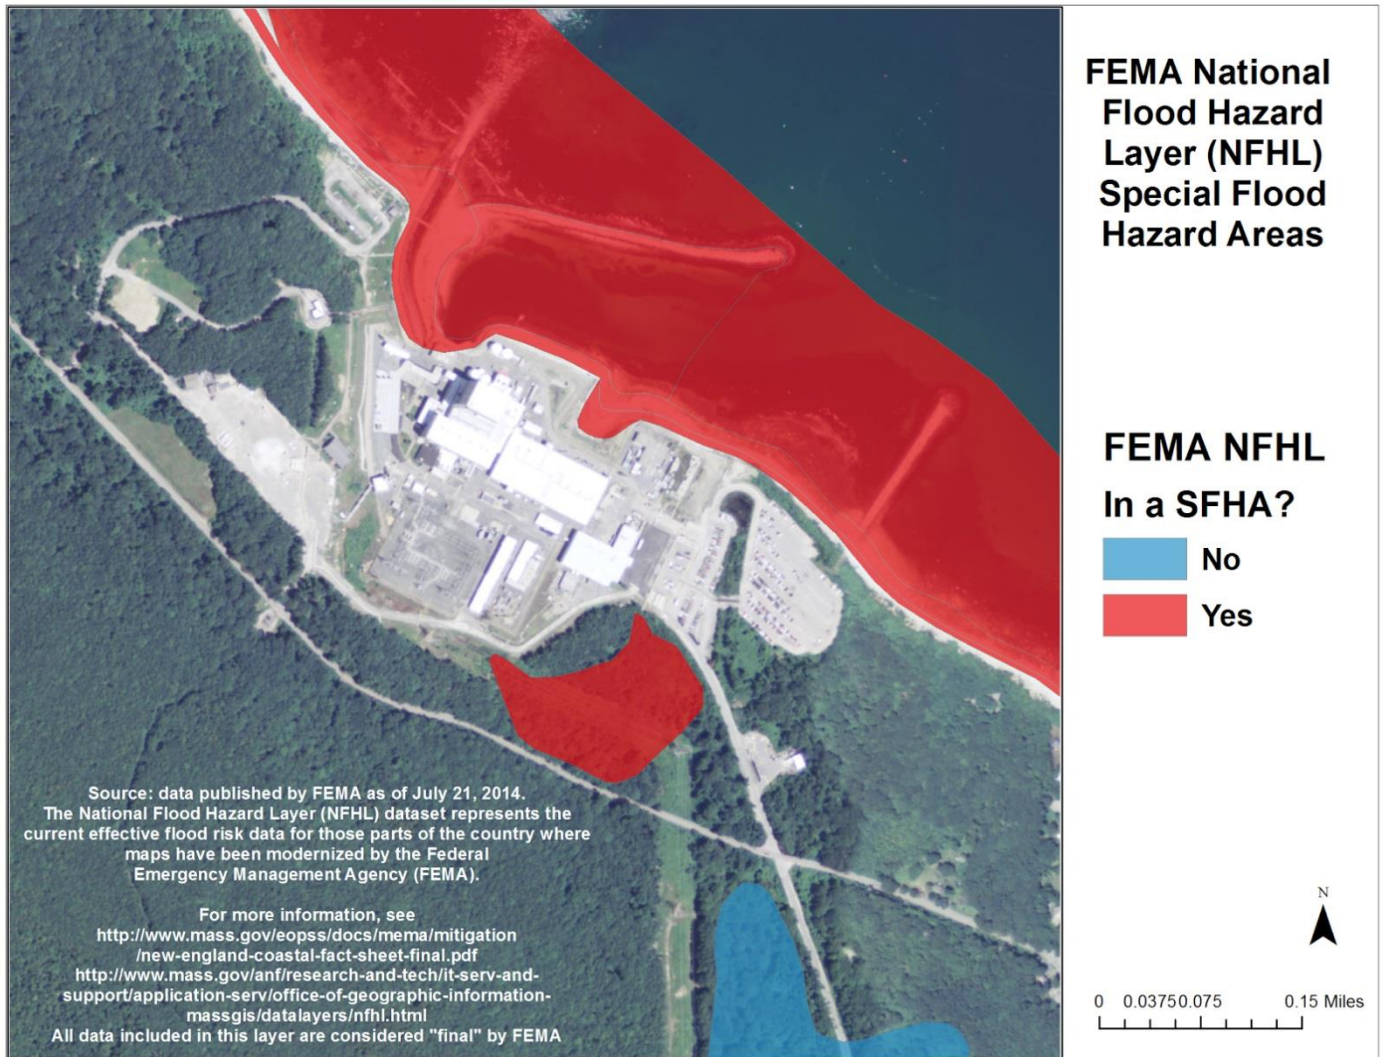 FEMA National
Flood Hazard
Layer (NFHL)
Special Flood
Hazard Areas
FEMA NFHL
In a SFHA?
No
Yes
Source: data published by FEMA as of July 21, 2014.
The National Flood Hazard Layer (NFHL) dataset represents the
current effective flood risk data for those parts of the country where
maps have been modernized by the Federal
Emergency Management Agency (FEMA).
For more information, see
http://www.mass.gov/eopss/docs/mema/mitigation
/new-england-coastal-fact-sheet-final.pdf
http://www.mass.gov/anf/research-and-tech/it-serv-and-
support/application-serv/office-of-geographic-information-
massgis/datalayers/nfhl.html
All data included in this layer are considered "final" by FEMA
N
0 0.0375 0.075 0.15 Miles